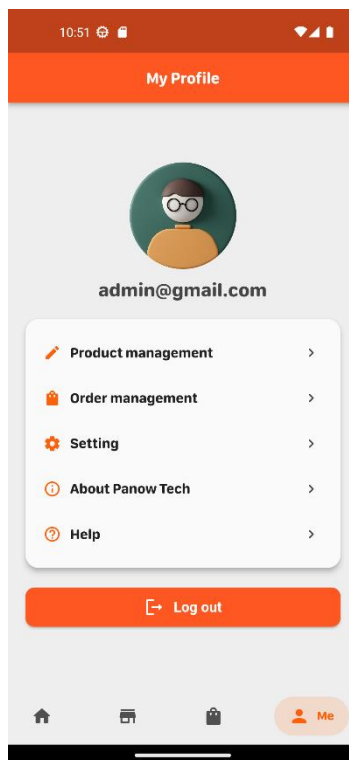 10:51
My Profile
admin@gmail.com
Product management
Order management
Setting
About Panow Tech
Help
Log out
Me